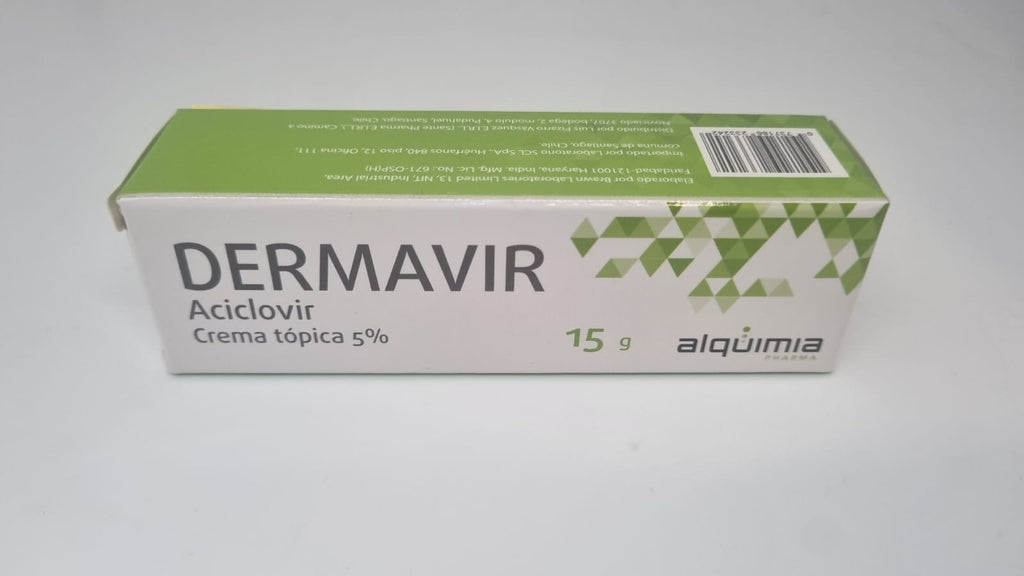 DERMAVIR
Aciclovir
Crema tópica 5%
15 g
alquimia
PHARMA
Elaborado por Brawn Laboratories Limited 13, NIT, Industrial Area,
Faridabad-121001 Haryana, India. Mfg. Lic. No.: 671-OSP(H)
Importado por Laboratorio SCL SpA. Huérfanos 640, piso 12, Oficina 111,
comuna de Santiago, Chile.
Distribuido por Luis Pizarro Vásquez E.I.R.L. (Sante Pharma E.I.R.L.), Camino a
Noviciado 3707, bodega 2, modulo 4, Pudahuel, Santiago, Chile.